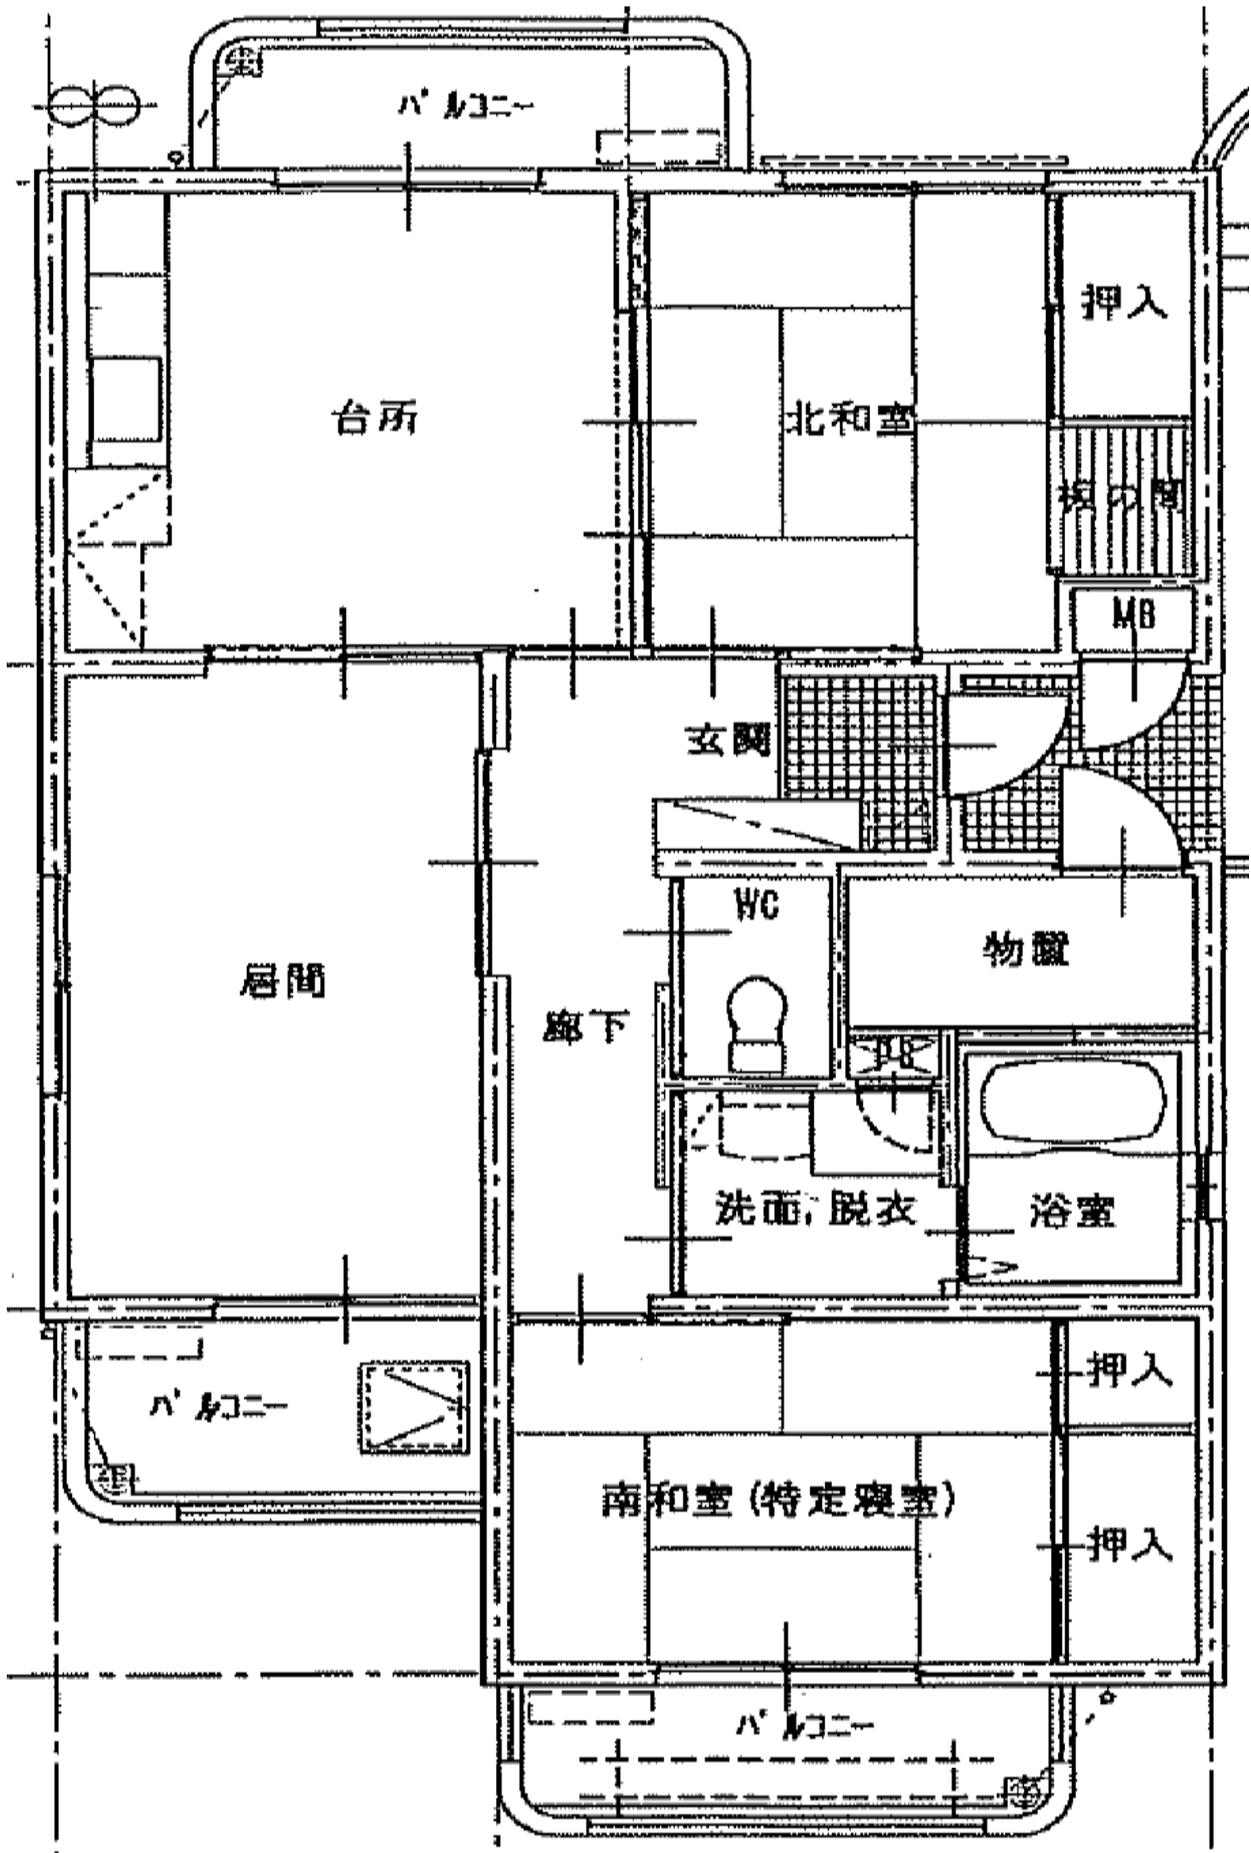 バルコニー
押入
台所
北和室
板の間
MB
玄関
WC
物置
居間
廊下
PS
洗面,脱衣
浴室
押入
バルコニー
南和室(特定寝室)
押入
バルコニー